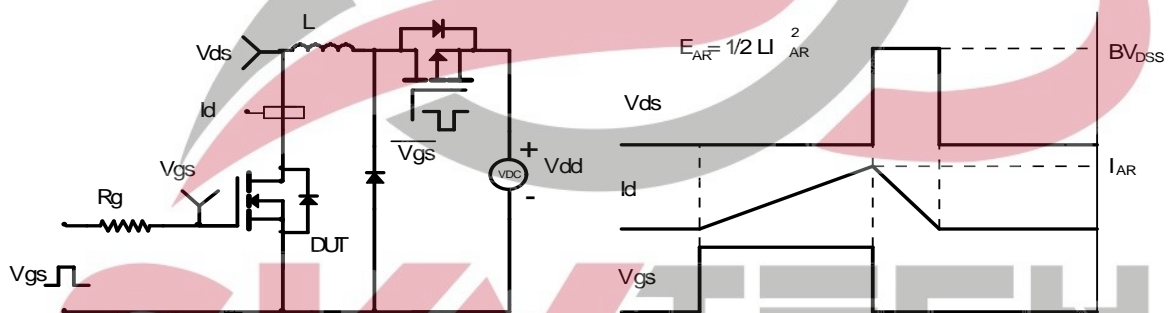 L
Vds
Id
Vgs
Rg
DUT
Vgs
Vgs
+
VDC
-
Vdd
E_AR= 1/2 LI_AR^2
Vds
BV_DSS
Id
I_AR
Vgs